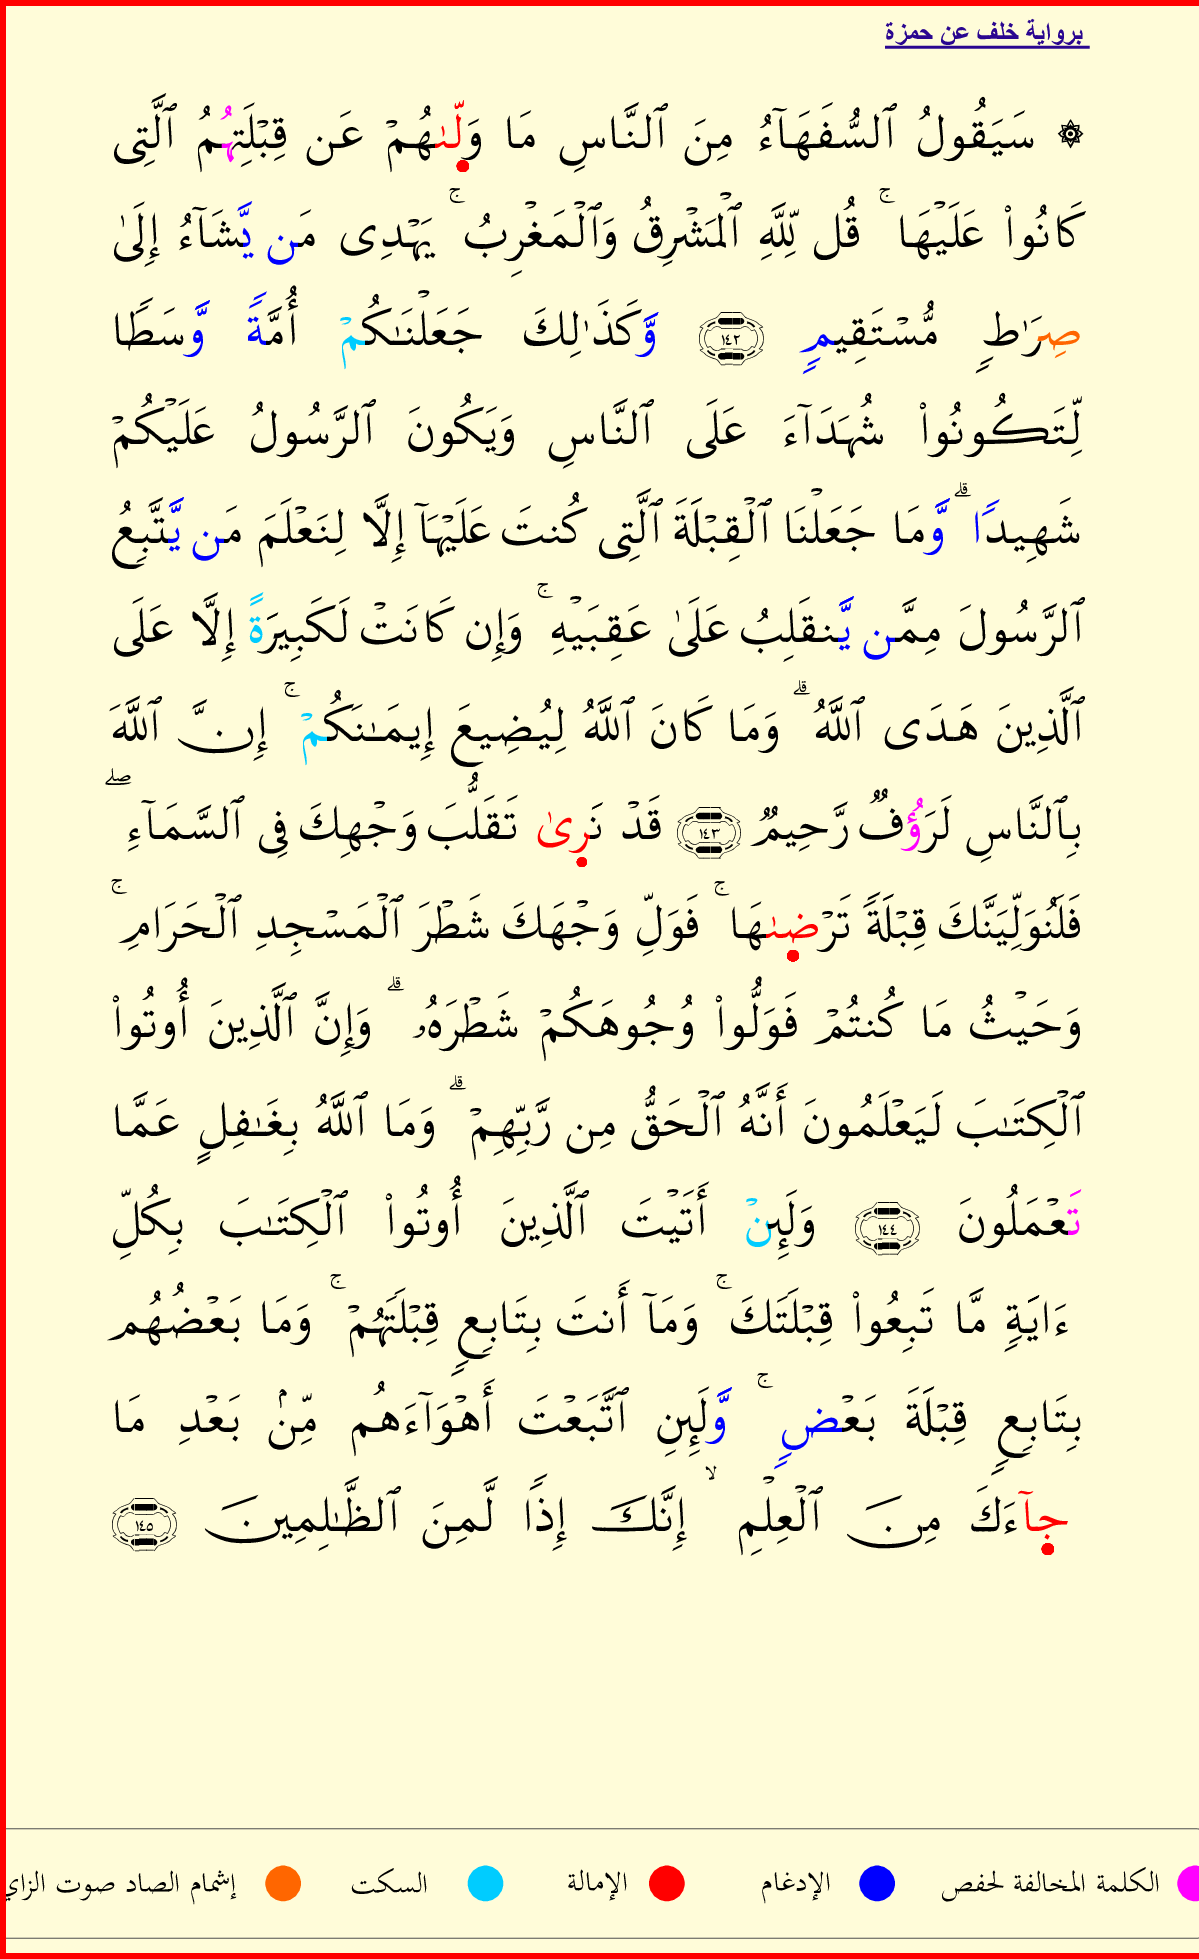 برواية خلف عن حمزة
۞ سَيَقُولُ ٱلسُّفَهَآءُ مِنَ ٱلنَّاسِ مَا وَلَّىٰهُمْ عَن قِبْلَتِهُمُ ٱلَّتِى
كَانُوا۟ عَلَيْهَا ۚ قُل لِّلَّهِ ٱلْمَشْرِقُ وَٱلْمَغْرِبُ ۚ يَهْدِى مَن يَّشَآءُ إِلَىٰ
صِرَٰطٍ مُّسْتَقِيمٍ ١٤٢ وَّكَذَٰلِكَ جَعَلْنَـٰكُمْ أُمَّةً وَّسَطًا
لِّتَكُونُوا۟ شُهَدَآءَ عَلَى ٱلنَّاسِ وَيَكُونَ ٱلرَّسُولُ عَلَيْكُمْ
شَهِيدًا ۗ وَّمَا جَعَلْنَا ٱلْقِبْلَةَ ٱلَّتِى كُنتَ عَلَيْهَآ إِلَّا لِنَعْلَمَ مَن يَّتَّبِعُ
ٱلرَّسُولَ مِمَّن يَّنقَلِبُ عَلَىٰ عَقِبَيْهِ ۚ وَإِن كَانَتْ لَكَبِيرَةً إِلَّا عَلَى
ٱلَّذِينَ هَدَى ٱللَّهُ ۗ وَمَا كَانَ ٱللَّهُ لِيُضِيعَ إِيمَـٰنَكُمْ ۚ إِنَّ ٱللَّهَ
بِٱلنَّاسِ لَرَؤُفٌ رَّحِيمٌ ١٤٣ قَدْ نَرِىٰ تَقَلُّبَ وَجْهِكَ فِى ٱلسَّمَآءِ ۖ
فَلَنُوَلِّيَنَّكَ قِبْلَةً تَرْضَىٰهَا ۚ فَوَلِّ وَجْهَكَ شَطْرَ ٱلْمَسْجِدِ ٱلْحَرَامِ ۚ
وَحَيْثُ مَا كُنتُمْ فَوَلُّوا۟ وُجُوهَكُمْ شَطْرَهُۥ ۗ وَإِنَّ ٱلَّذِينَ أُوتُوا۟
ٱلْكِتَـٰبَ لَيَعْلَمُونَ أَنَّهُ ٱلْحَقُّ مِن رَّبِّهِمْ ۗ وَمَا ٱللَّهُ بِغَـٰفِلٍ عَمَّا
تَعْمَلُونَ ١٤٤ وَلَئِنْ أَتَيْتَ ٱلَّذِينَ أُوتُوا۟ ٱلْكِتَـٰبَ بِكُلِّ
ءَايَةٍ مَّا تَبِعُوا۟ قِبْلَتَكَ ۚ وَمَآ أَنتَ بِتَابِعٍ قِبْلَتَهُمْ ۚ وَمَا بَعْضُهُم
بِتَابِعٍ قِبْلَةَ بَعْضٍ ۚ وَّلَئِنِ ٱتَّبَعْتَ أَهْوَآءَهُم مِّنۢ بَعْدِ مَا
جِآءَكَ مِنَ ٱلْعِلْمِ ۙ إِنَّكَ إِذًا لَّمِنَ ٱلظَّـٰلِمِينَ ١٤٥
الكلمة المخالفة لحفص الإدغام الإمالة السكت إشمام الصاد صوت الزاي